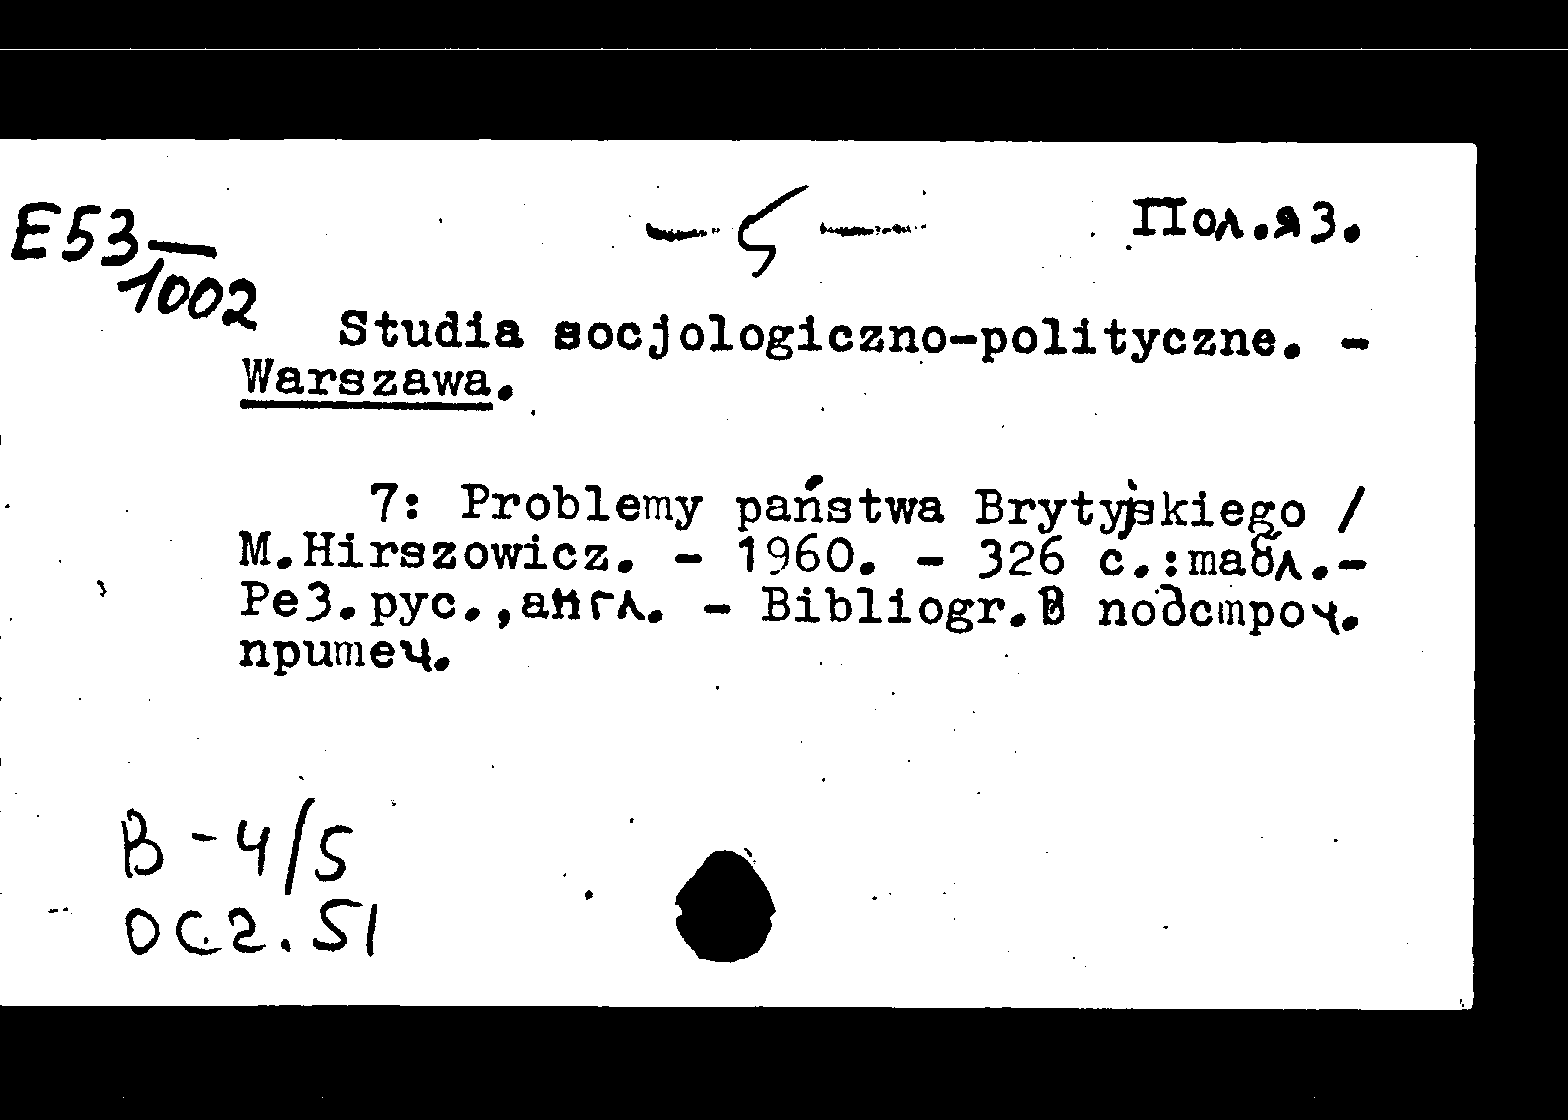 E53
1002
— 5 —
Пол.яз.
Studia socjologiczno-polityczne. -
Warszawa.
7: Problemy państwa Brytyjskiego /
M.Hirszowicz. - 1960. - 326 c.:табл.-
Рез.рус.,англ. - Bibliogr.в подстроч.
притеч.
B - 4/5
ОС2.51